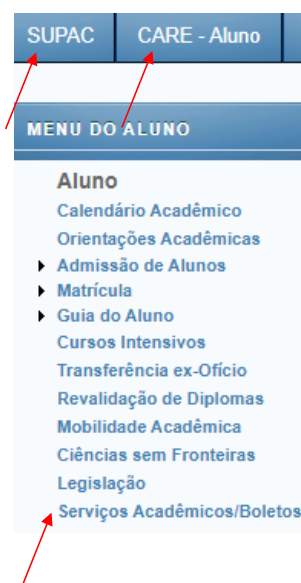 SUPAC CARE - Aluno
MENU DO ALUNO
Aluno
Calendário Acadêmico
Orientações Acadêmicas
Admissão de Alunos
Matrícula
Guia do Aluno
Cursos Intensivos
Transferência ex-Ofício
Revalidação de Diplomas
Mobilidade Acadêmica
Ciências sem Fronteiras
Legislação
Serviços Acadêmicos/Boletos